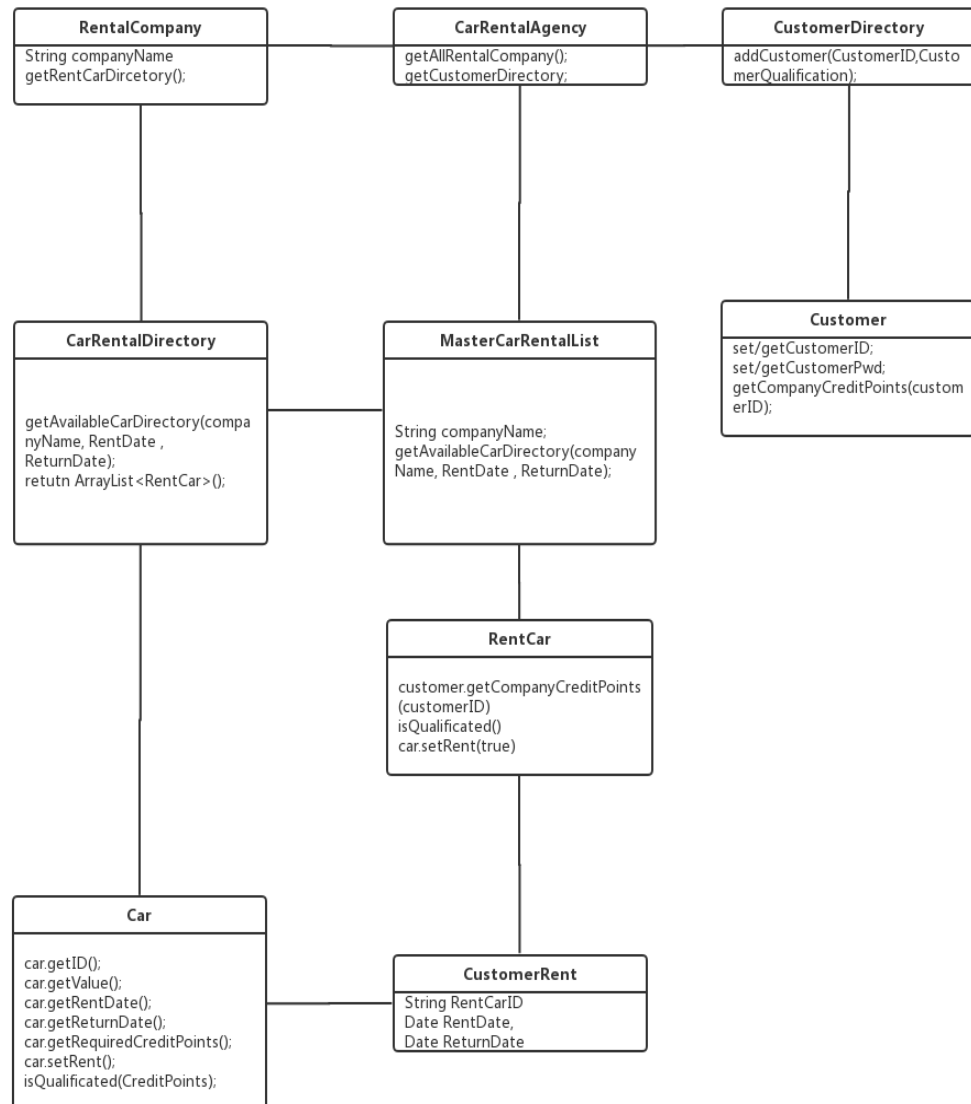 RentalCompany
String companyName
getRentCarDircetory();
CarRentalAgency
getAllRentalCompany();
getCustomerDirectory;
CustomerDirectory
addCustomer(CustomerID,Custo
merQualification);
CarRentalDirectory
getAvailableCarDirectory(compa
nyName, RentDate ,
ReturnDate);
retutn ArrayList<RentCar>();
MasterCarRentalList
String companyName;
getAvailableCarDirectory(company
Name, RentDate , ReturnDate);
Customer
set/getCustomerID;
set/getCustomerPwd;
getCompanyCreditPoints(custom
erID);
RentCar
customer.getCompanyCreditPoints
(customerID)
isQualificated()
car.setRent(true)
Car
car.getID();
car.getValue();
car.getRentDate();
car.getReturnDate();
car.getRequiredCreditPoints();
car.setRent();
isQualificated(CreditPoints);
CustomerRent
String RentCarID
Date RentDate,
Date ReturnDate